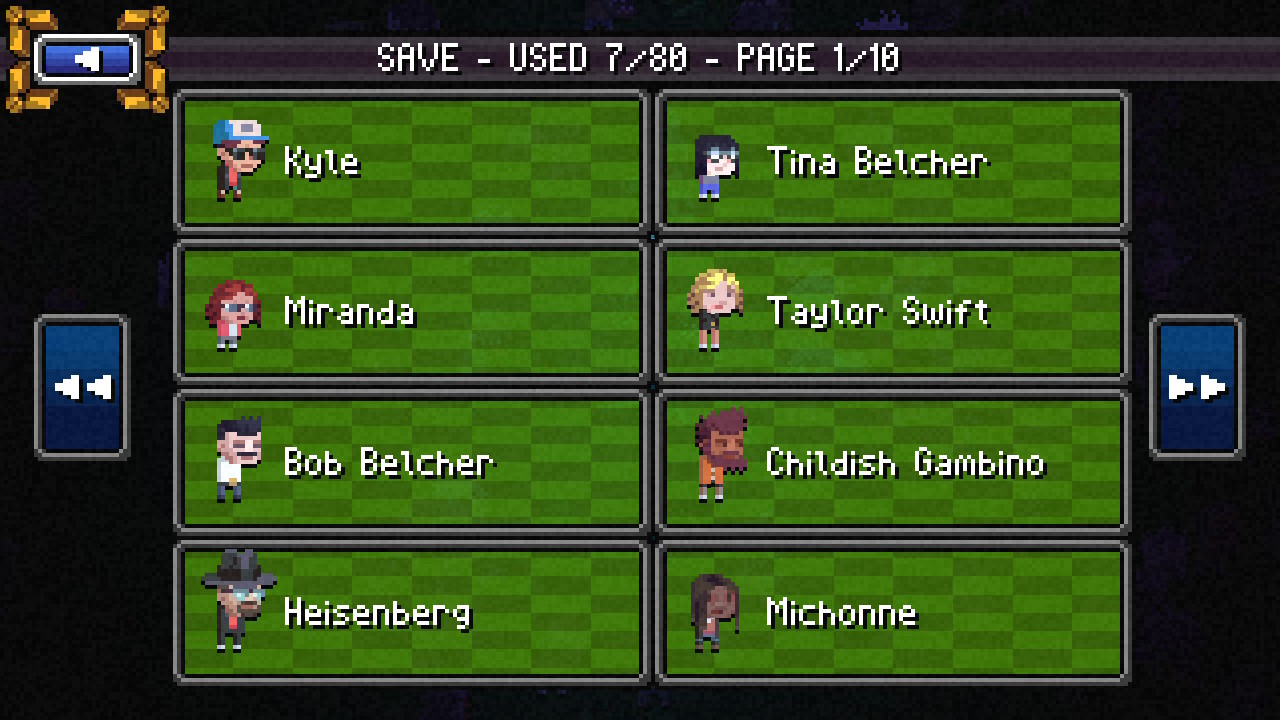 SAVE - USED 7/80 - PAGE 1/10
Kyle
Tina Belcher
Miranda
Taylor Swift
Bob Belcher
Childish Gambino
Heisenberg
Michonne